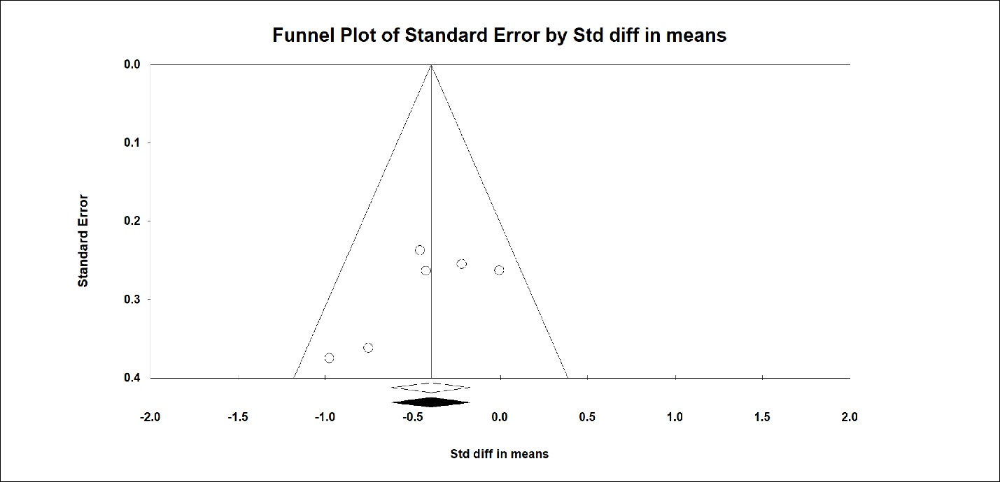 Funnel Plot of Standard Error by Std diff in means
0.0
0.1
0.2
0.3
0.4
Standard Error
-2.0 -1.5 -1.0 -0.5 0.0 0.5 1.0 1.5 2.0
Std diff in means